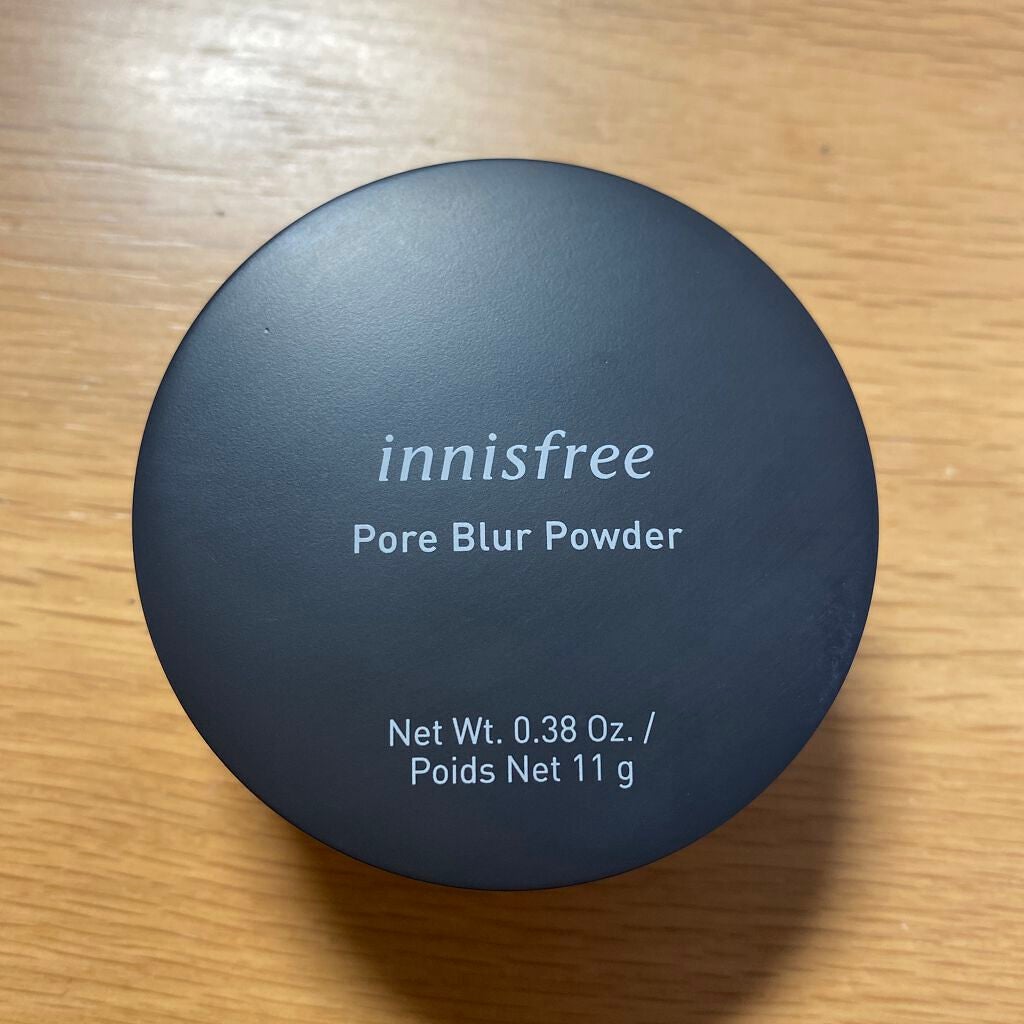 innisfree
Pore Blur Powder
Net Wt. 0.38 Oz. /
Poids Net 11 g